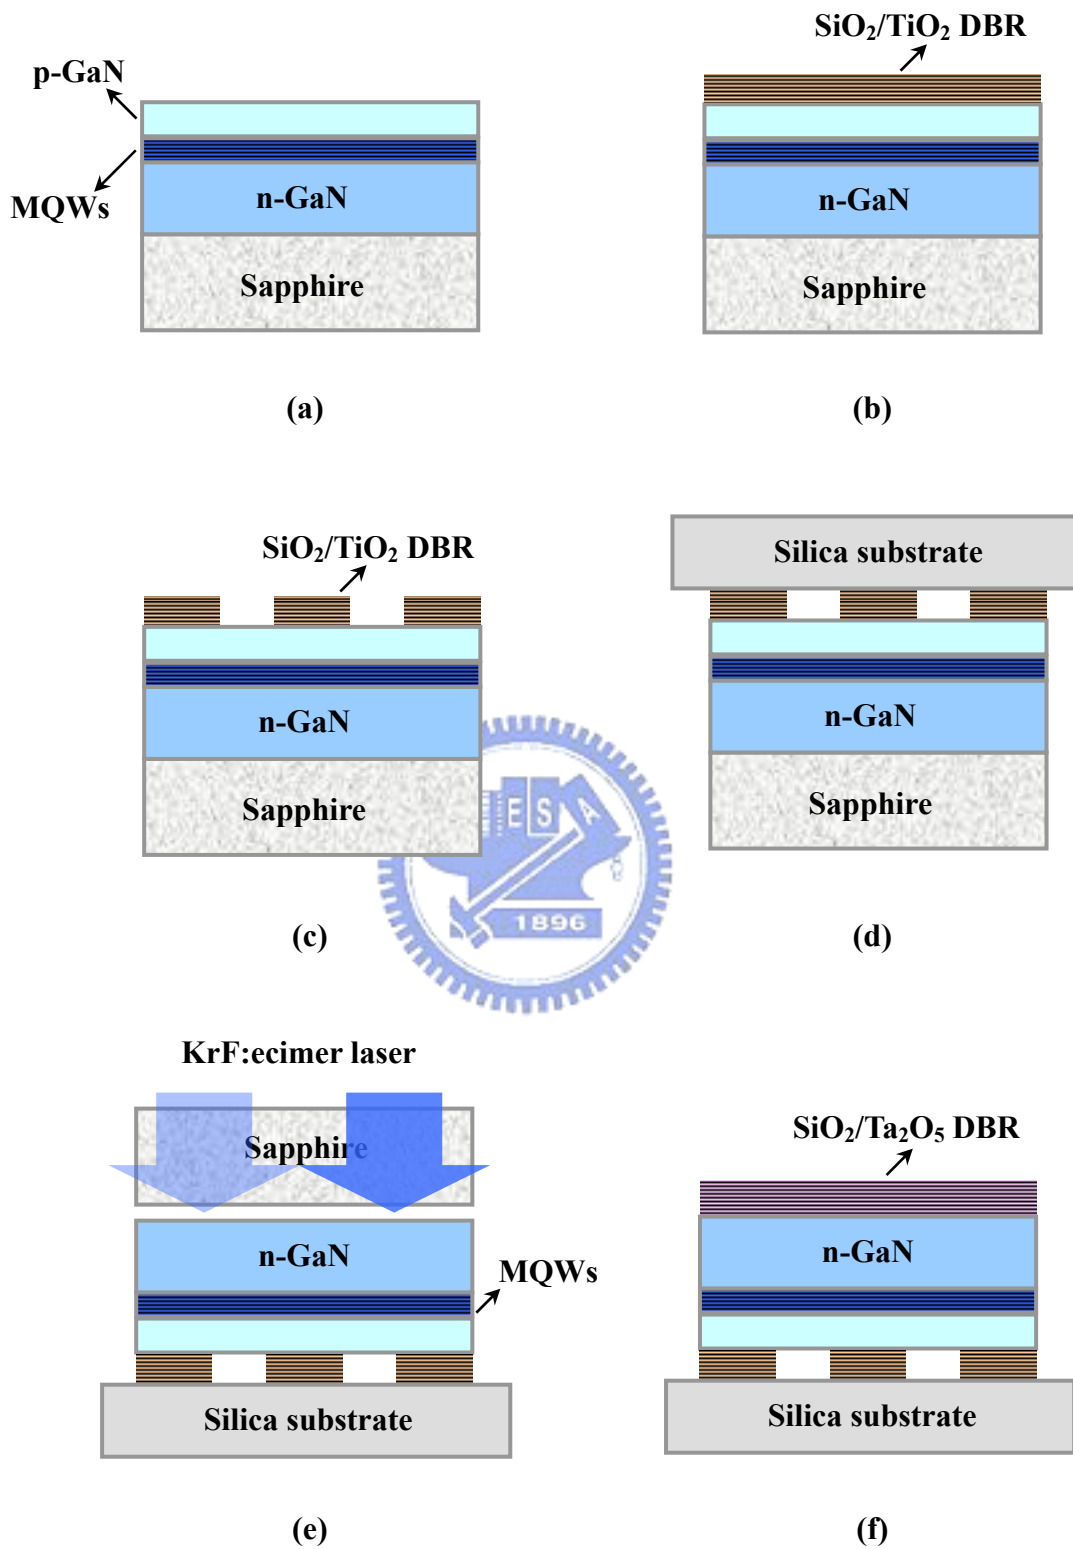 SiO₂/TiO₂ DBR
p-GaN
MQWs
n-GaN
Sapphire
n-GaN
Sapphire
(a)
(b)
SiO₂/TiO₂ DBR
n-GaN
Sapphire
(c)
Silica substrate
n-GaN
Sapphire
(d)
ESA
1896
KrF:ecimer laser
Sapphire
n-GaN
MQWs
Silica substrate
(e)
SiO₂/Ta₂O₅ DBR
n-GaN
Silica substrate
(f)